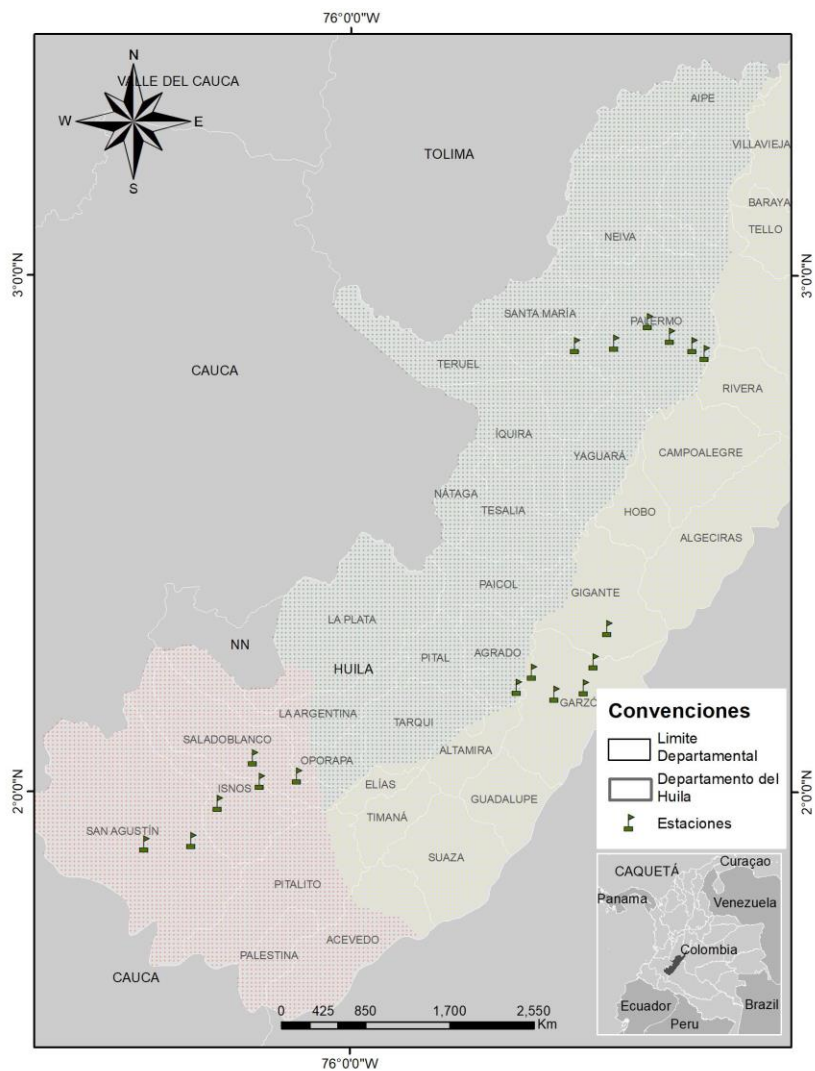 76°0'0"W
N
VALLE DEL CAUCA
W
E
S
AIPE
TOLIMA
VILLAVIEJA
BARAYA
TELLO
NEIVA
3°0'0"N
3°0'0"N
SANTA MARÍA
PALERMO
CAUCA
TERUEL
RIVERA
ÍQUIRA
YAGUARÁ
CAMPOALEGRE
NÁTAGA
TESALIA
HOBO
ALGECIRAS
PAICOL
GIGANTE
LA PLATA
NN
HUILA
PITAL
AGRADO
GARZÓ
LA ARGENTINA
TARQUI
SALADOBLANCO
ALTAMIRA
OPORAPA
ISNOS
ELÍAS
2°0'0"N
2°0'0"N
GUADALUPE
TIMANÁ
SAN AGUSTÍN
SUAZA
PITALITO
ACEVEDO
PALESTINA
CAUCA
Convenciones
Limite
Departamental
Departamento del
Huila
Estaciones
CAQUETÁ
Curaçao
Panama
Venezuela
Colombia
Ecuador
Brazil
Peru
0 425 850 1,700 2,550
Km
76°0'0"W